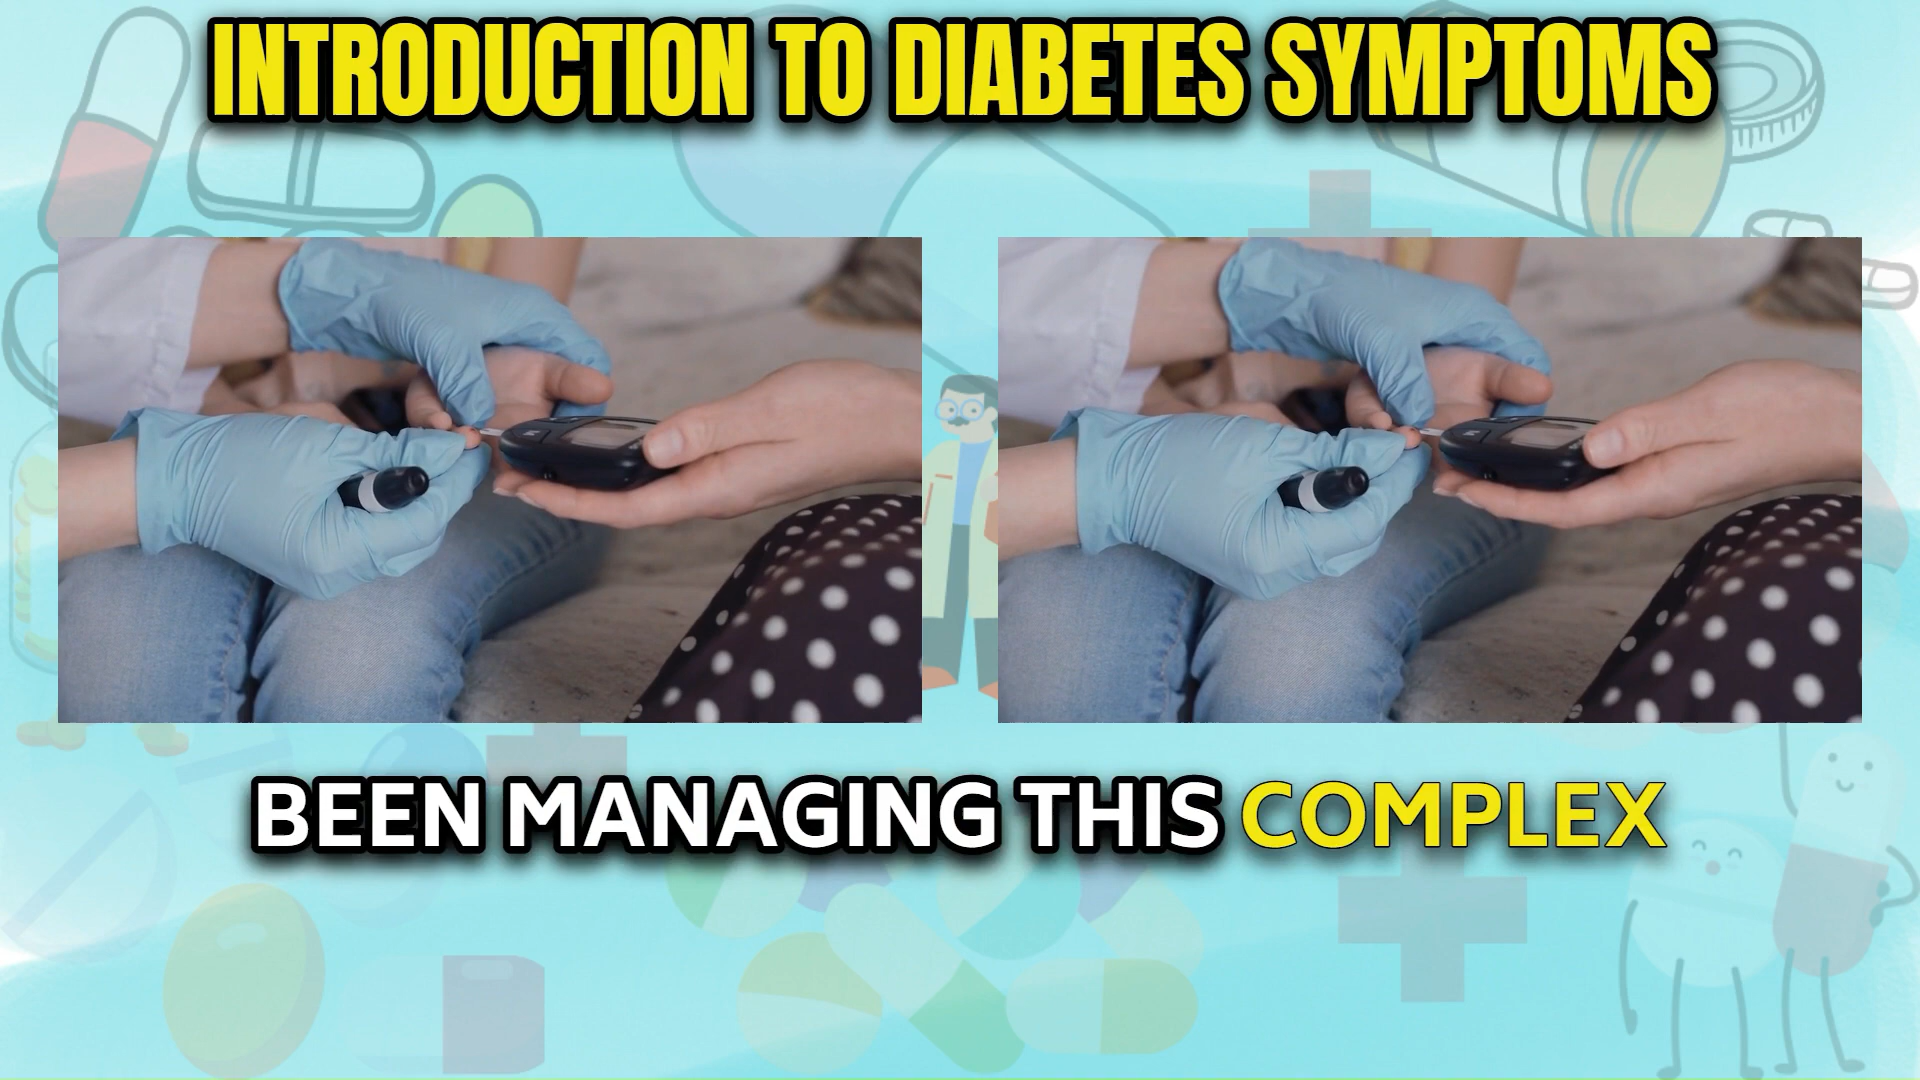 INTRODUCTION TO DIABETES SYMPTOMS
BEEN MANAGING THIS COMPLEX